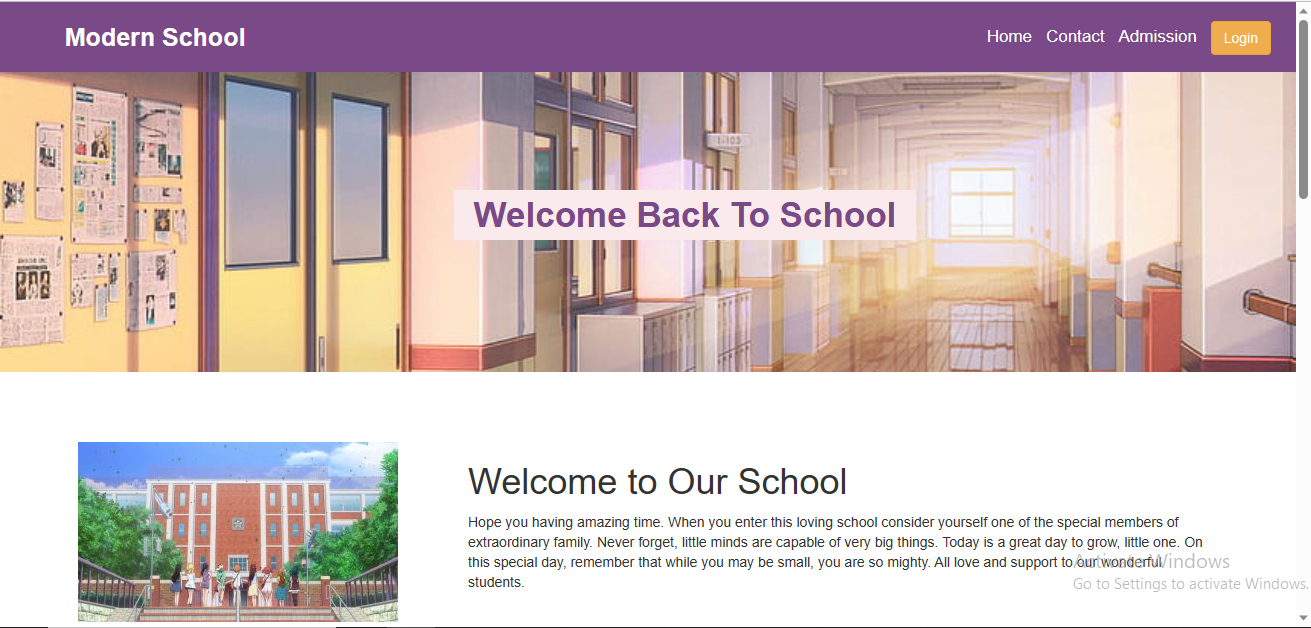 Modern School
Home Contact Admission Login
1-103
Welcome Back To School
Welcome to Our School
Hope you having amazing time. When you enter this loving school consider yourself one of the special members of
extraordinary family. Never forget, little minds are capable of very big things. Today is a great day to grow, little one. On
this special day, remember that while you may be small, you are so mighty. All love and support to our wonderful
students.
Activate Windows
Go to Settings to activate Windows.